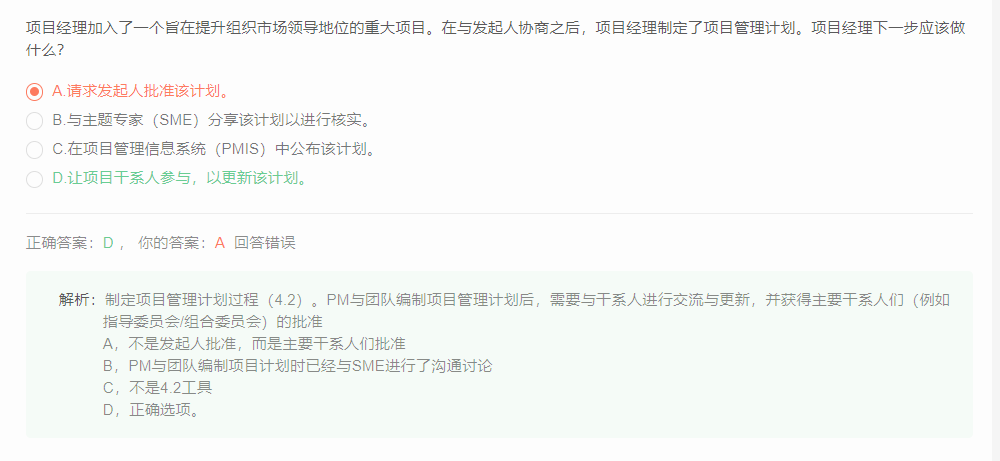 项目经理加入了一个旨在提升组织市场领导地位的重大项目。在与发起人协商之后，项目经理制定了项目管理计划。项目经理下一步应该做
什么？
A.请求发起人批准该计划。
B.与主题专家（SME）分享该计划以进行核实。
C.在项目管理信息系统（PMIS）中公布该计划。
D.让项目干系人参与，以更新该计划。
正确答案：D ， 你的答案：A 回答错误
解析：制定项目管理计划过程（4.2）。PM与团队编制项目管理计划后，需要与干系人进行交流与更新，并获得主要干系人们（例如
指导委员会/组合委员会）的批准
A，不是发起人批准，而是主要干系人们批准
B，PM与团队编制项目计划时已经与SME进行了沟通讨论
C，不是4.2工具
D，正确选项。